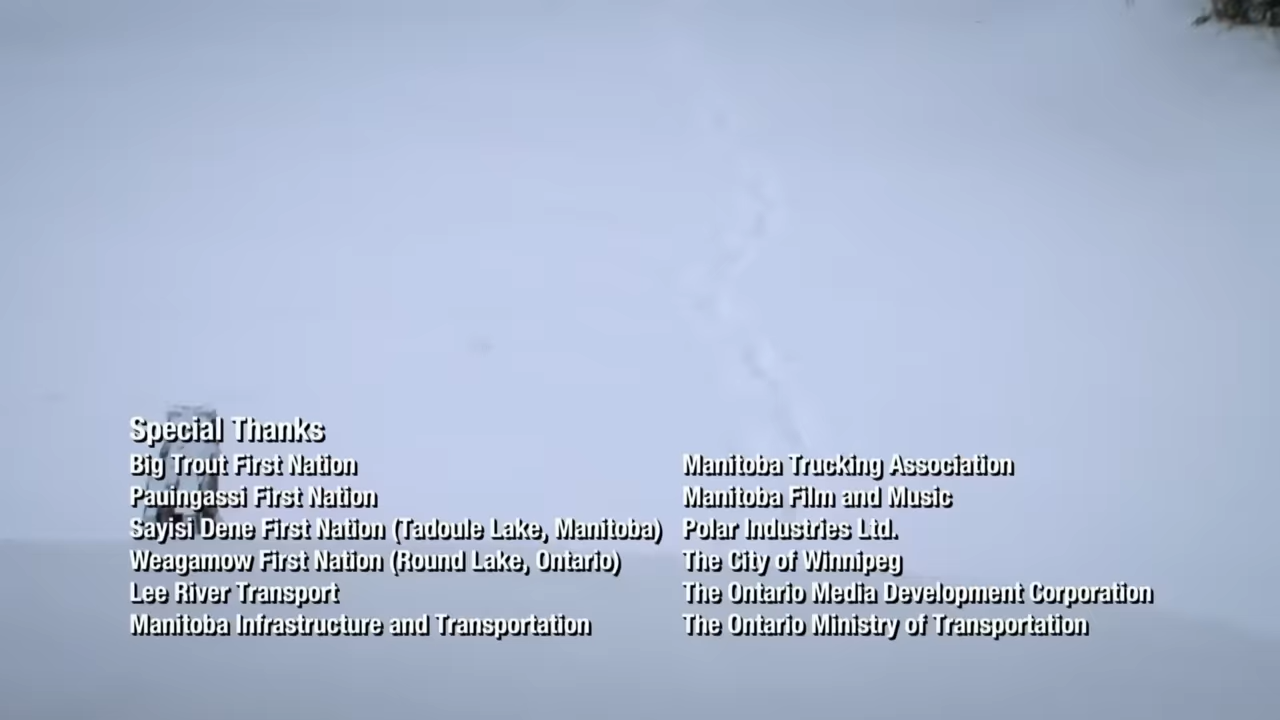 Special Thanks
Big Trout First Nation
Pauingassi First Nation
Sayisi Dene First Nation (Tadoule Lake, Manitoba)
Weagamow First Nation (Round Lake, Ontario)
Lee River Transport
Manitoba Infrastructure and Transportation
Manitoba Trucking Association
Manitoba Film and Music
Polar Industries Ltd.
The City of Winnipeg
The Ontario Media Development Corporation
The Ontario Ministry of Transportation